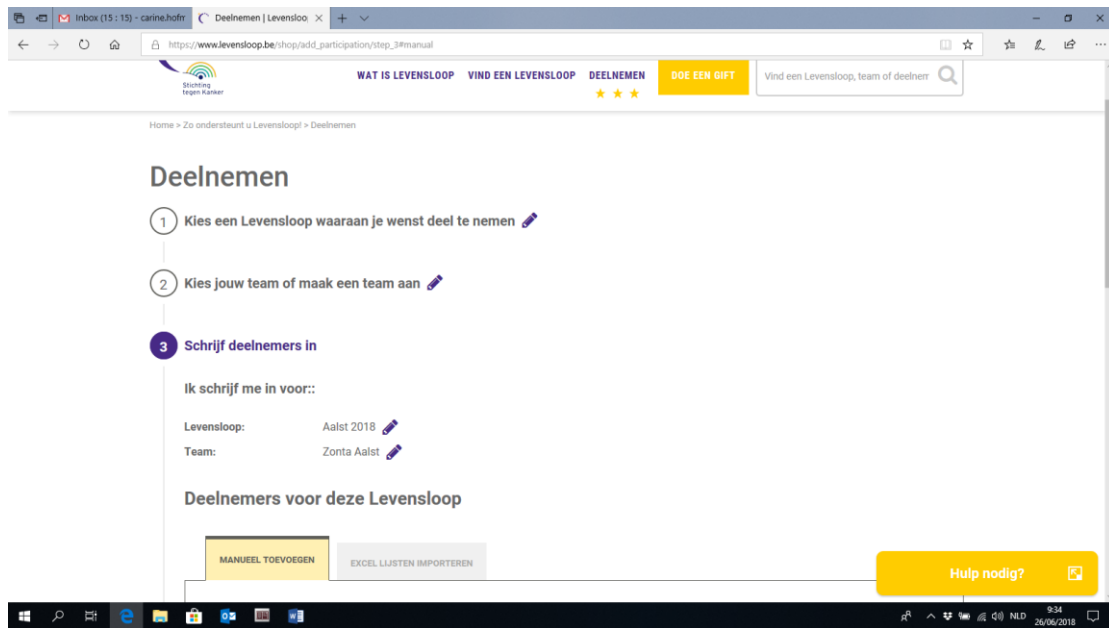 Inbox (15 : 15) - carine.hofm
Deelnemen | Levensloo
https://www.levensloop.be/shop/add_participation/step_3#manual
Stichting
tegen Kanker
WAT IS LEVENSLOOP VIND EEN LEVENSLOOP DEELNEMEN DOE EEN GIFT Vind een Levensloop, team of deelnem
Home > Zo ondersteunt u Levensloop! > Deelnemen
Deelnemen
1 Kies een Levensloop waaraan je wenst deel te nemen
2 Kies jouw team of maak een team aan
3 Schrijf deelnemers in
Ik schrijf me in voor::
Levensloop: Aalst 2018
Team: Zonta Aalst
Deelnemers voor deze Levensloop
MANUEEL TOEVOEGEN EXCEL LIJSTEN IMPORTEREN
Hulp nodig?
NLD 9:34
26/06/2018